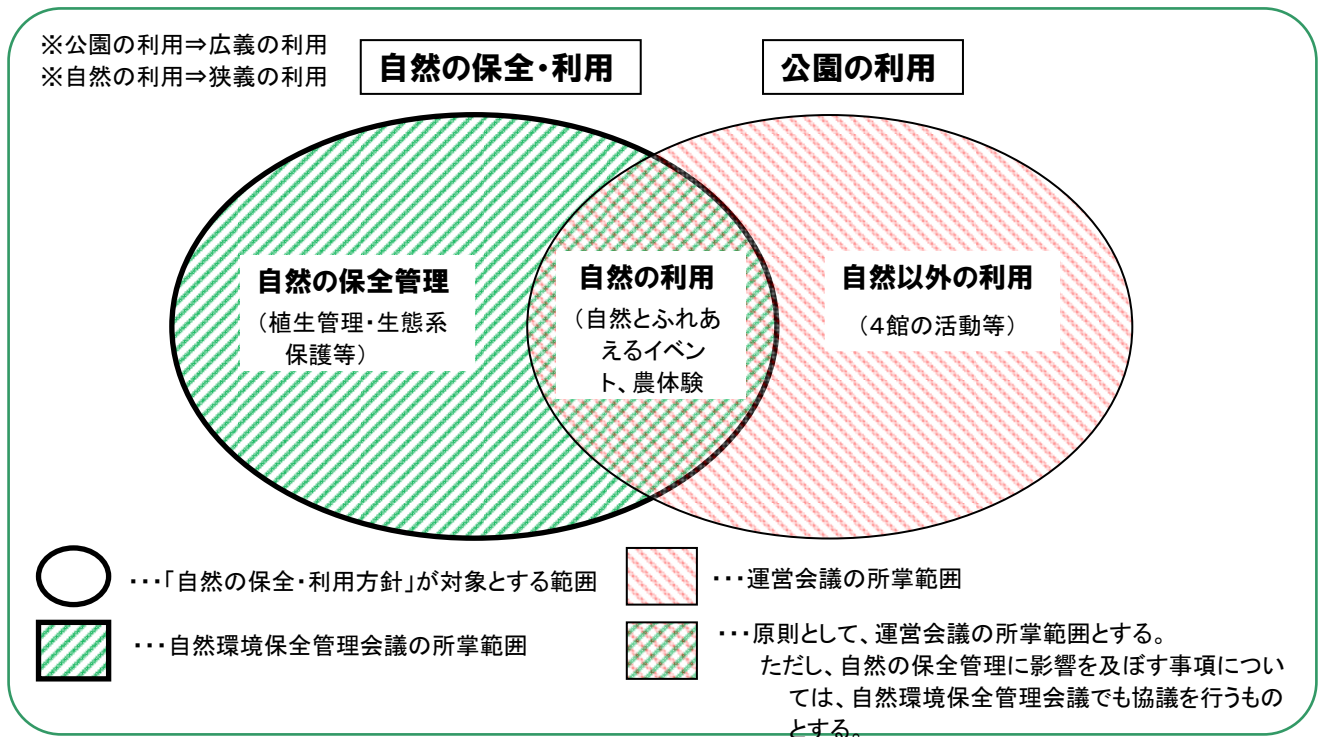 ※公園の利用⇒広義の利用
※自然の利用⇒狭義の利用
自然の保全・利用
公園の利用
自然の保全管理
（植生管理・生態系
保護等）
自然の利用
（自然とふれあ
えるイベン
ト、農体験
自然以外の利用
（４館の活動等）
・・・「自然の保全・利用方針」が対象とする範囲
・・・自然環境保全管理会議の所掌範囲
・・・運営会議の所掌範囲
・・・原則として、運営会議の所掌範囲とする。
ただし、自然の保全管理に影響を及ぼす事項につい
ては、自然環境保全管理会議でも協議を行うもの
とする。